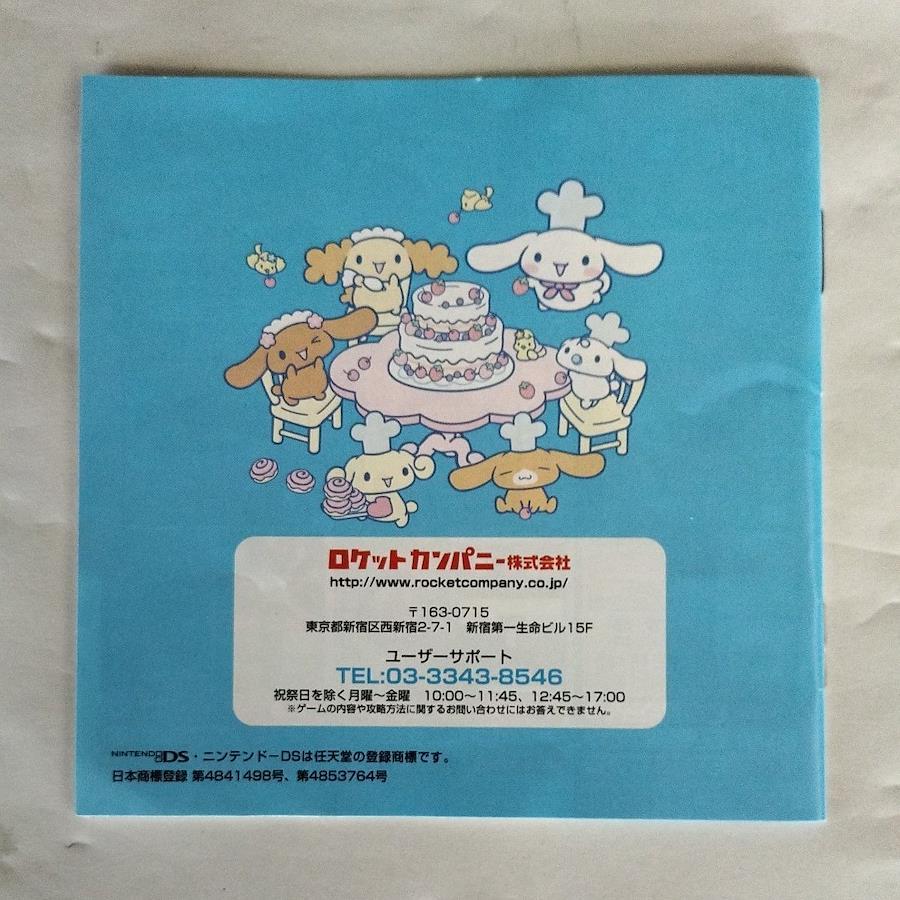 ロケットカンパニー株式会社
http://www.rocketcompany.co.jp/
〒163-0715
東京都新宿区西新宿2-7-1　新宿第一生命ビル15F
ユーザーサポート
TEL:03-3343-8546
祝祭日を除く月曜～金曜　10:00～11:45、12:45～17:00
※ゲームの内容や攻略方法に関するお問い合わせにはお答えできません。
NINTENDO DS・ニンテンドーDSは任天堂の登録商標です。
日本商標登録 第4841498号、第4853764号